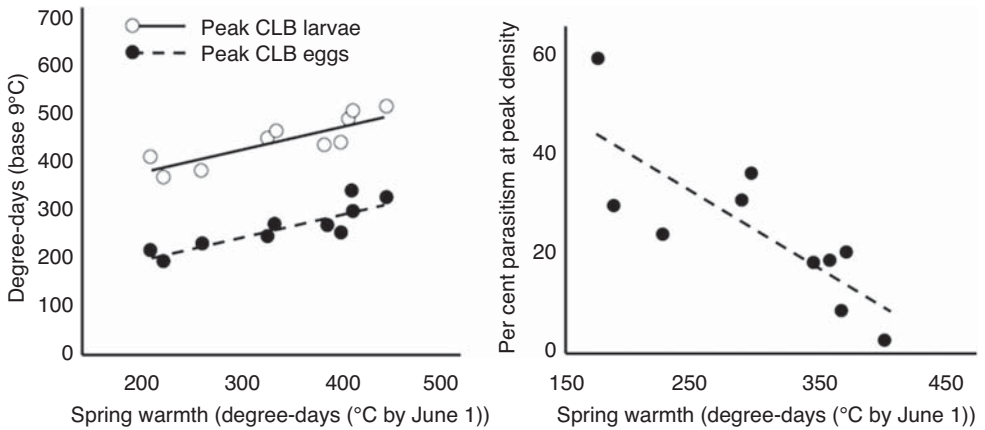 700
600
500
400
300
200
100
0
Degree-days (base 9°C)
Peak CLB larvae
Peak CLB eggs
200 300 400 500
Spring warmth (degree-days (°C by June 1))
60
40
20
0
Per cent parasitism at peak density
150 250 350 450
Spring warmth (degree-days (°C by June 1))